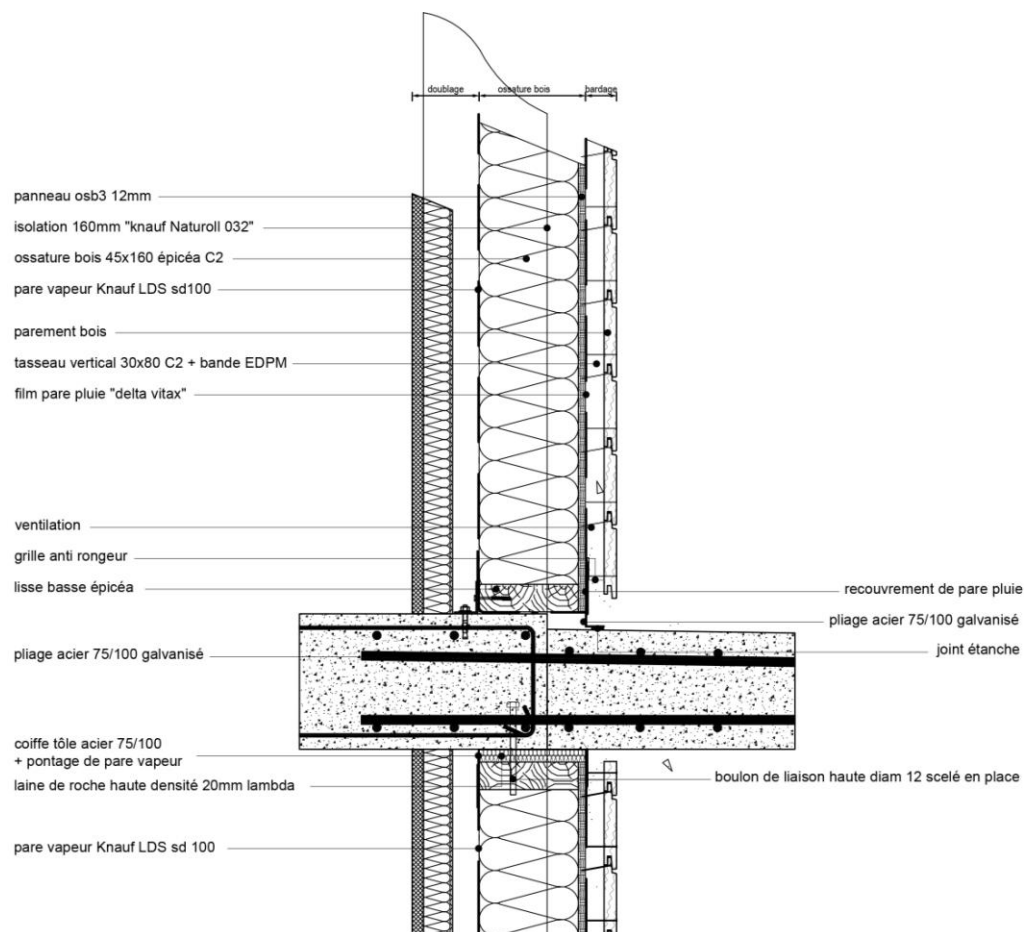 doublage ossature bois bardage
panneau osb3 12mm
isolation 160mm "knauf Naturoll 032"
ossature bois 45x160 épicéa C2
pare vapeur Knauf LDS sd100
parement bois
tasseau vertical 30x80 C2 + bande EDPM
film pare pluie "delta vitax"
ventilation
grille anti rongeur
lisse basse épicéa
recouvrement de pare pluie
pliage acier 75/100 galvanisé
joint étanche
pliage acier 75/100 galvanisé
coiffe tôle acier 75/100
+ pontage de pare vapeur
laine de roche haute densité 20mm lambda
boulon de liaison haute diam 12 scelé en place
pare vapeur Knauf LDS sd 100